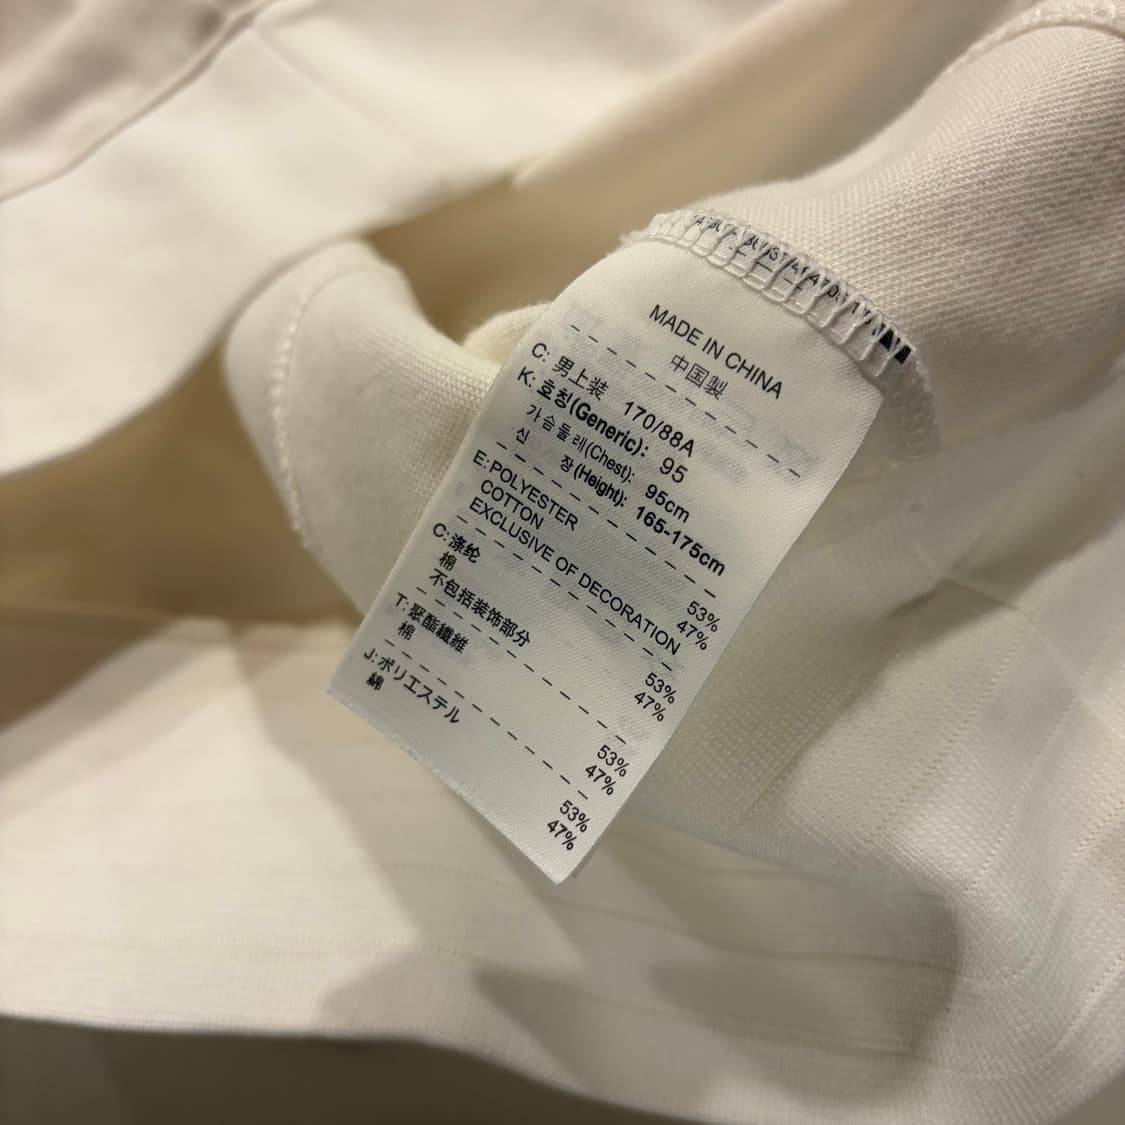 MADE IN CHINA
中国製
C: 男上装 170/88A
K: 호칭(Generic): 95
가슴둘레(Chest): 95cm
신 장(Height): 165-175cm
E: POLYESTER 53%
COTTON 47%
EXCLUSIVE OF DECORATION
C: 涤纶 53%
棉 47%
不包括装饰部分
T: 聚酯纖維 53%
棉 47%
J: ポリエステル 53%
綿 47%